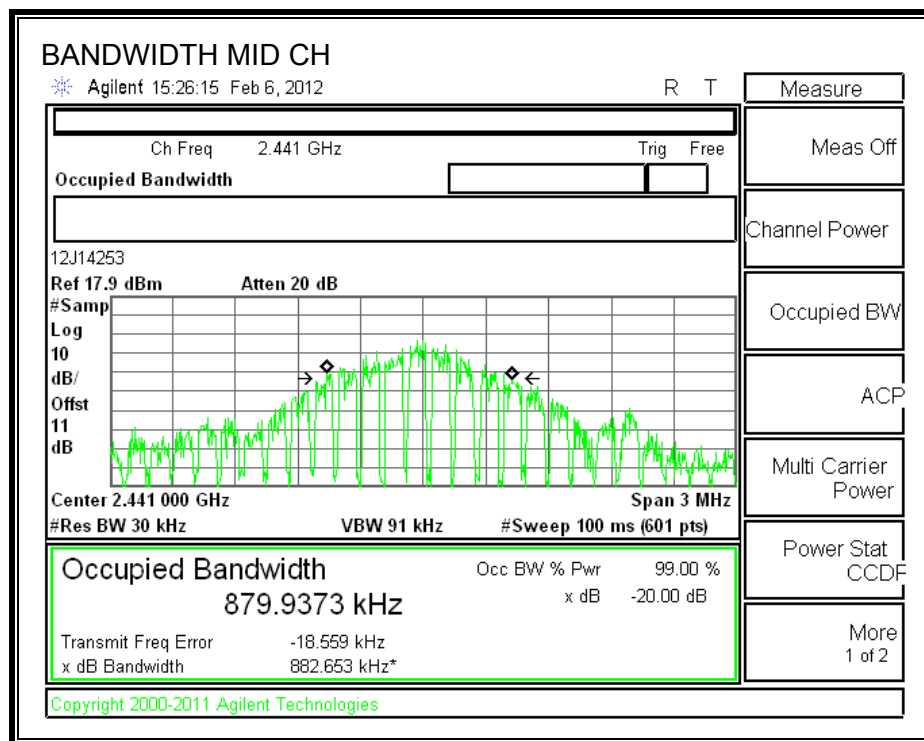 BANDWIDTH MID CH
Agilent 15:26:15 Feb 6, 2012 R T
Measure
Ch Freq 2.441 GHz Trig Free
Meas Off
Occupied Bandwidth
Channel Power
12J14253
Ref 17.9 dBm Atten 20 dB
#Samp
Log
10
dB/
Offst
11
dB
Occupied BW
ACP
Multi Carrier
Power
Center 2.441 000 GHz Span 3 MHz
#Res BW 30 kHz VBW 91 kHz #Sweep 100 ms (601 pts)
Power Stat
CCDF
Occupied Bandwidth Occ BW % Pwr 99.00 %
879.9373 kHz x dB -20.00 dB
Transmit Freq Error -18.559 kHz
x dB Bandwidth 882.653 kHz*
More
1 of 2
Copyright 2000-2011 Agilent Technologies